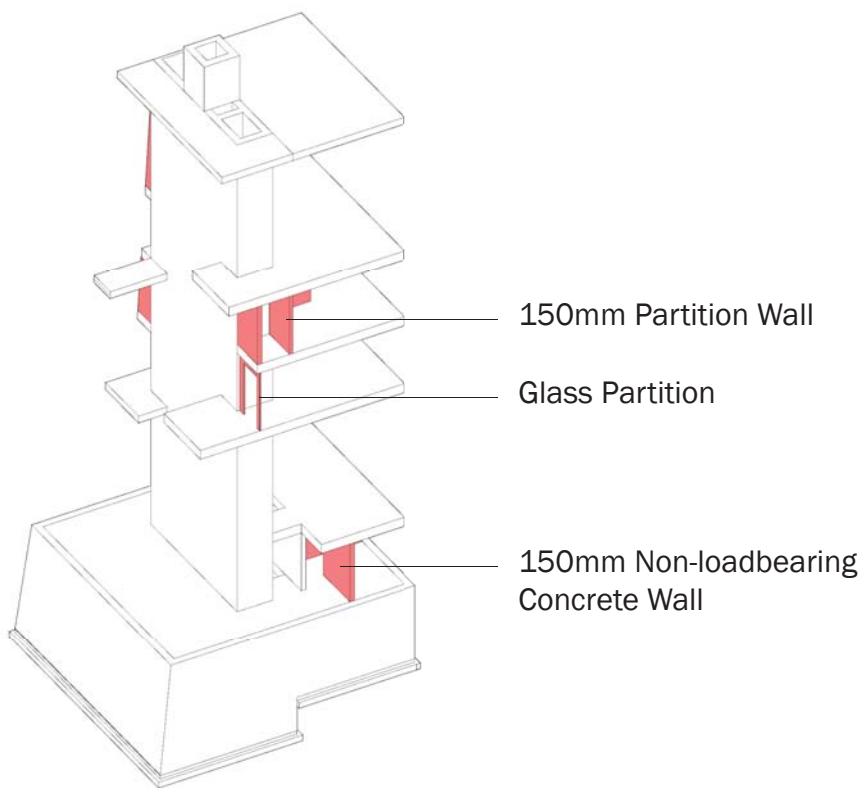 150mm Partition Wall
Glass Partition
150mm Non-loadbearing
Concrete Wall